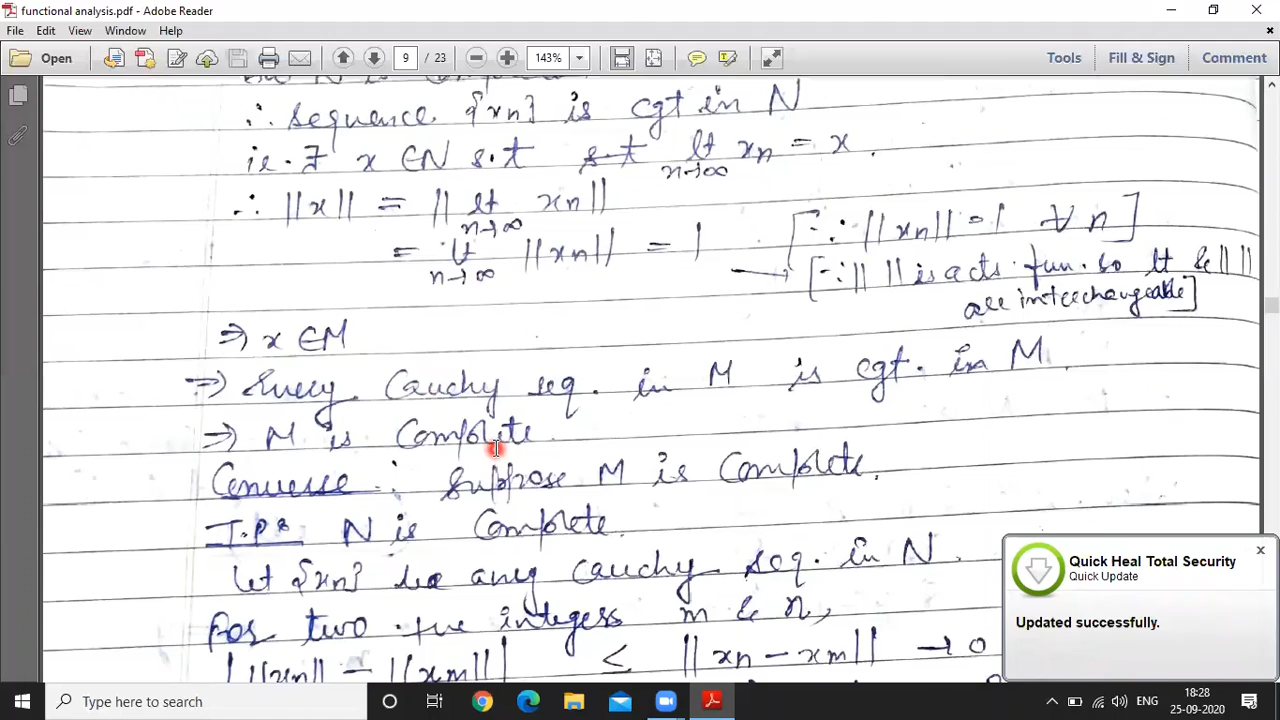 functional analysis.pdf - Adobe Reader
File Edit View Window Help
Open 9 / 23 143% Tools Fill & Sign Comment
∴ sequence {xn} is cgt in N
ie. ∃ x ∈N s.t s.t lt n→∞ xn = x.
∴ ||x|| = || lt n→∞ xn||
= lt n→∞ ||xn|| = 1 [∵ ||xn|| = 1 ∀ n]
→ [∵ || || is a cts. fun. so lt & || ||
are interchangeable]
⇒ x ∈M
⇒ Every Cauchy seq. in M is cgt. in M.
⇒ M is Complete
Converse : Suppose M is Complete.
T.P: N is Complete.
Let {xn} be any cauchy seq. in N.
For two +ve integers m & n,
| ||xn|| - ||xm|| | ≤ ||xn - xm|| → 0
Quick Heal Total Security
Quick Update
Updated successfully.
Type here to search
ENG
18:28
25-09-2020